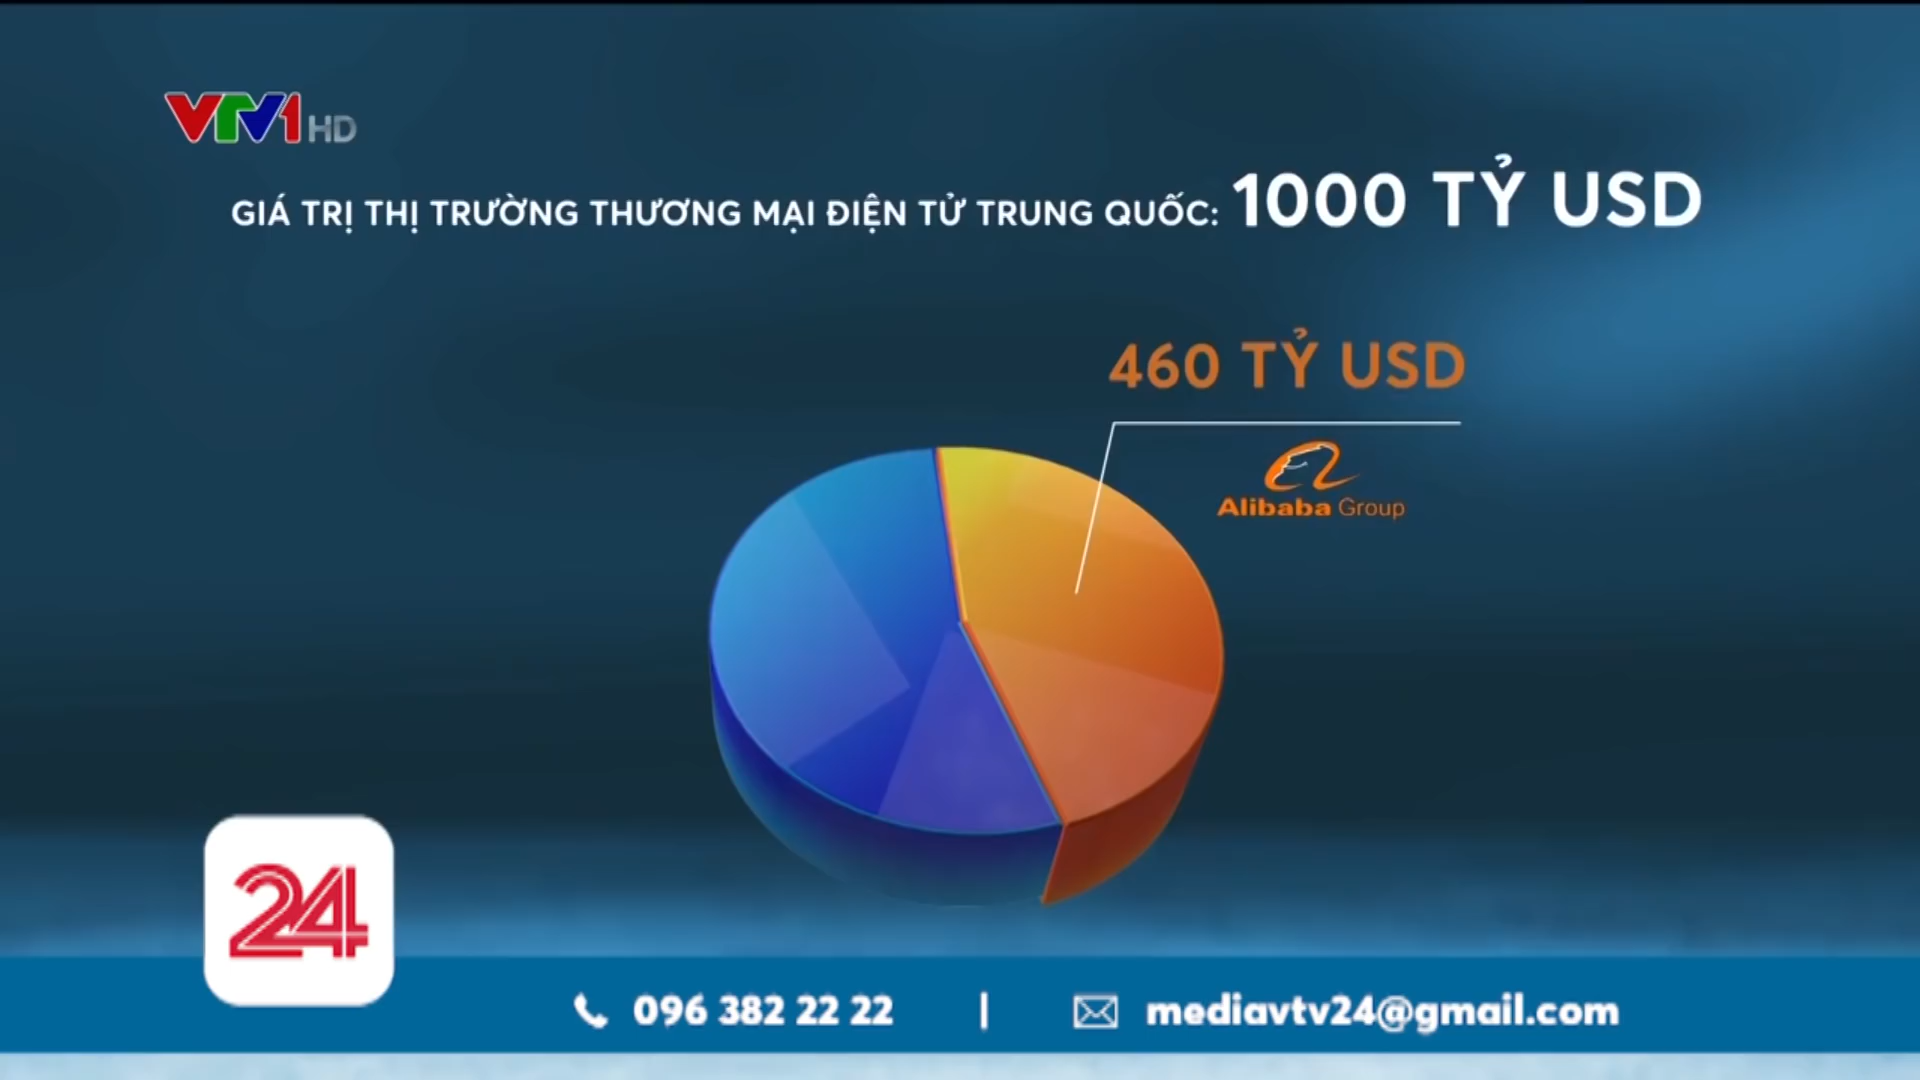 VTV1 HD
GIÁ TRỊ THỊ TRƯỜNG THƯƠNG MẠI ĐIỆN TỬ TRUNG QUỐC: 1000 TỶ USD
460 TỶ USD
Alibaba Group
24
096 382 22 22 | mediavtv24@gmail.com